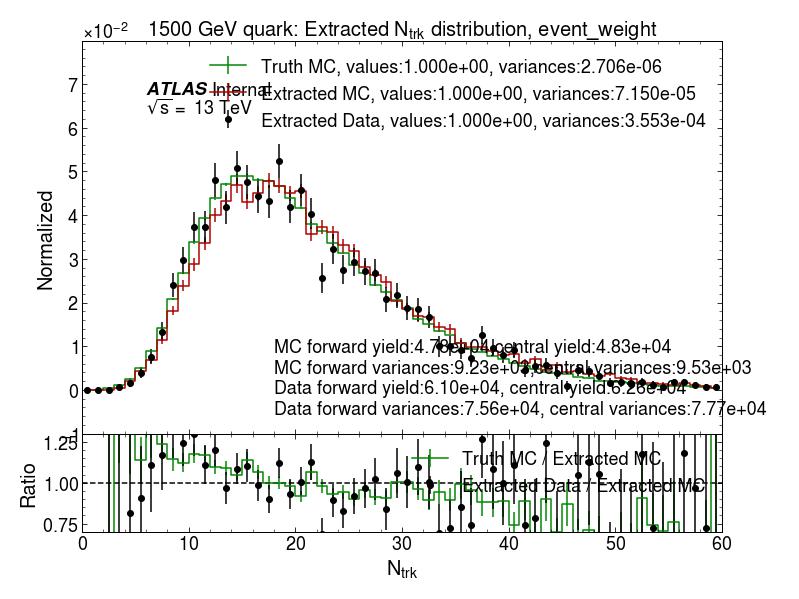 ×10⁻² 1500 GeV quark: Extracted N_trk distribution, event_weight
Truth MC, values:1.000e+00, variances:2.706e-06
ATLAS Internal
Extracted MC, values:1.000e+00, variances:7.150e-05
√s = 13 TeV
Extracted Data, values:1.000e+00, variances:3.553e-04
Normalized
7
6
5
4
3
2
1
0
1
MC forward yield:4.78e+04, central yield:4.83e+04
MC forward variances:9.23e+03, central variances:9.53e+03
Data forward yield:6.10e+04, central yield:6.26e+04
Data forward variances:7.56e+04, central variances:7.77e+04
Ratio
1.25
1.00
0.75
Truth MC / Extracted MC
Extracted Data / Extracted MC
0 10 20 30 40 50 60
N_trk